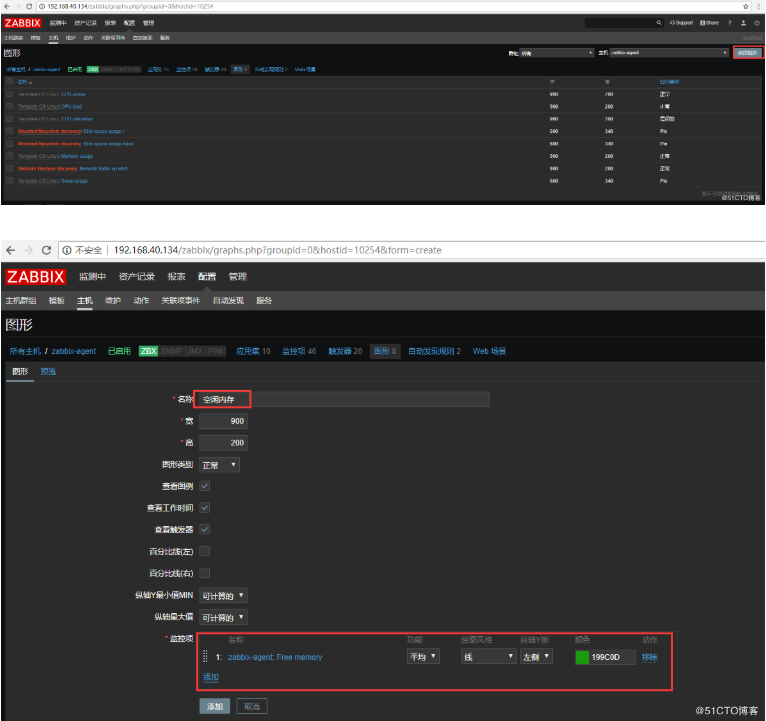 192.168.40.134/zabbix/graphs.php?groupid=0&hostid=10254
ZABBIX 监测中 资产记录 报表 配置 管理 Support Share ?
主机群组 模板 主机 维护 动作 关联项事件 自动发现 服务
图形 群组 所有 主机 zabbix-agent 创建图形
所有主机 / zabbix-agent 已启用 ZBX SNMP JMX IPMI 应用集 10 监控项 46 触发器 20 图形 8 自动发现规则 2 Web 场景
名称 宽 高 图形类别
Template OS Linux: CPU jumps 900 200 正常
Template OS Linux: CPU load 900 200 正常
Template OS Linux: CPU utilization 900 200 层积的
Mounted filesystem discovery: Disk space usage / 600 340 Pie
Mounted filesystem discovery: Disk space usage /boot 600 340 Pie
Template OS Linux: Memory usage 900 200 正常
Network interface discovery: Network traffic on eth0 900 200 正常
Template OS Linux: Swap usage 600 340 Pie
@51CTO博客
不安全 | 192.168.40.134/zabbix/graphs.php?groupid=0&hostid=10254&form=create
ZABBIX 监测中 资产记录 报表 配置 管理
主机群组 模板 主机 维护 动作 关联项事件 自动发现 服务
图形
所有主机 / zabbix-agent 已启用 ZBX SNMP JMX IPMI 应用集 10 监控项 46 触发器 20 图形 8 自动发现规则 2 Web 场景
图形 预览
* 名称 空闲内存
* 宽 900
* 高 200
图形类别 正常
查看图例
查看工作时间
查看触发器
百分比线(左)
百分比线(右)
纵轴Y最小值MIN 可计算的
纵轴最大值 可计算的
* 监控项 名称 功能 绘图风格 纵轴Y侧 颜色 动作
1: zabbix-agent: Free memory 平均 线 左侧 199C0D 移除
添加
添加 取消
@51CTO博客